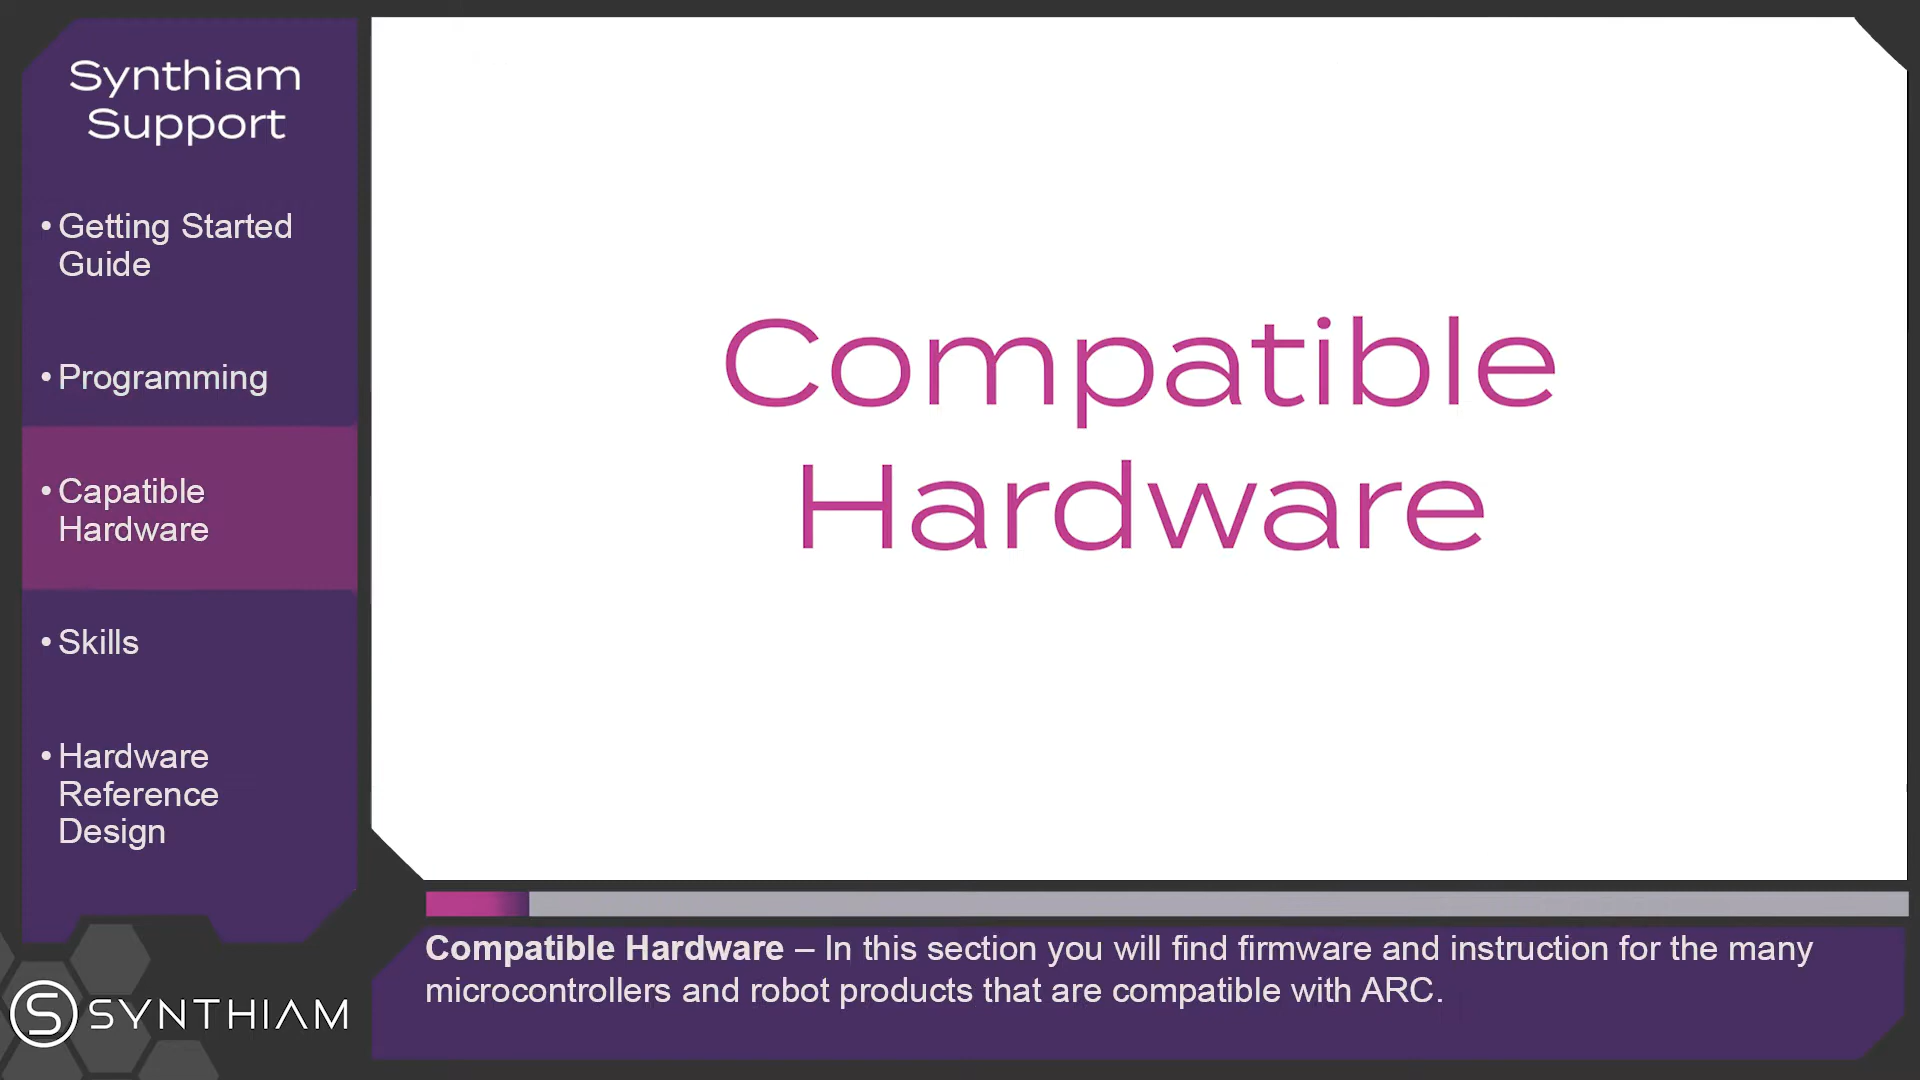 Synthiam
Support
• Getting Started
Guide
• Programming
• Capatible
Hardware
• Skills
• Hardware
Reference
Design
SYNTHIAM
Compatible
Hardware
Compatible Hardware – In this section you will find firmware and instruction for the many
microcontrollers and robot products that are compatible with ARC.